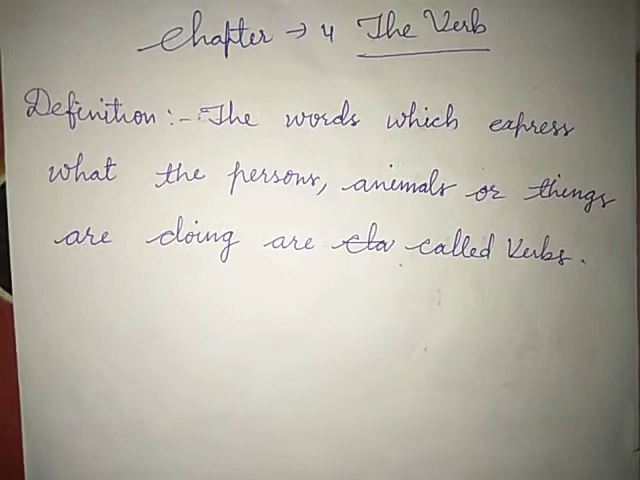 Chapter → 4 The Verb
Definition :- The words which express
what the persons, animals or things
are doing are cla called Verbs.